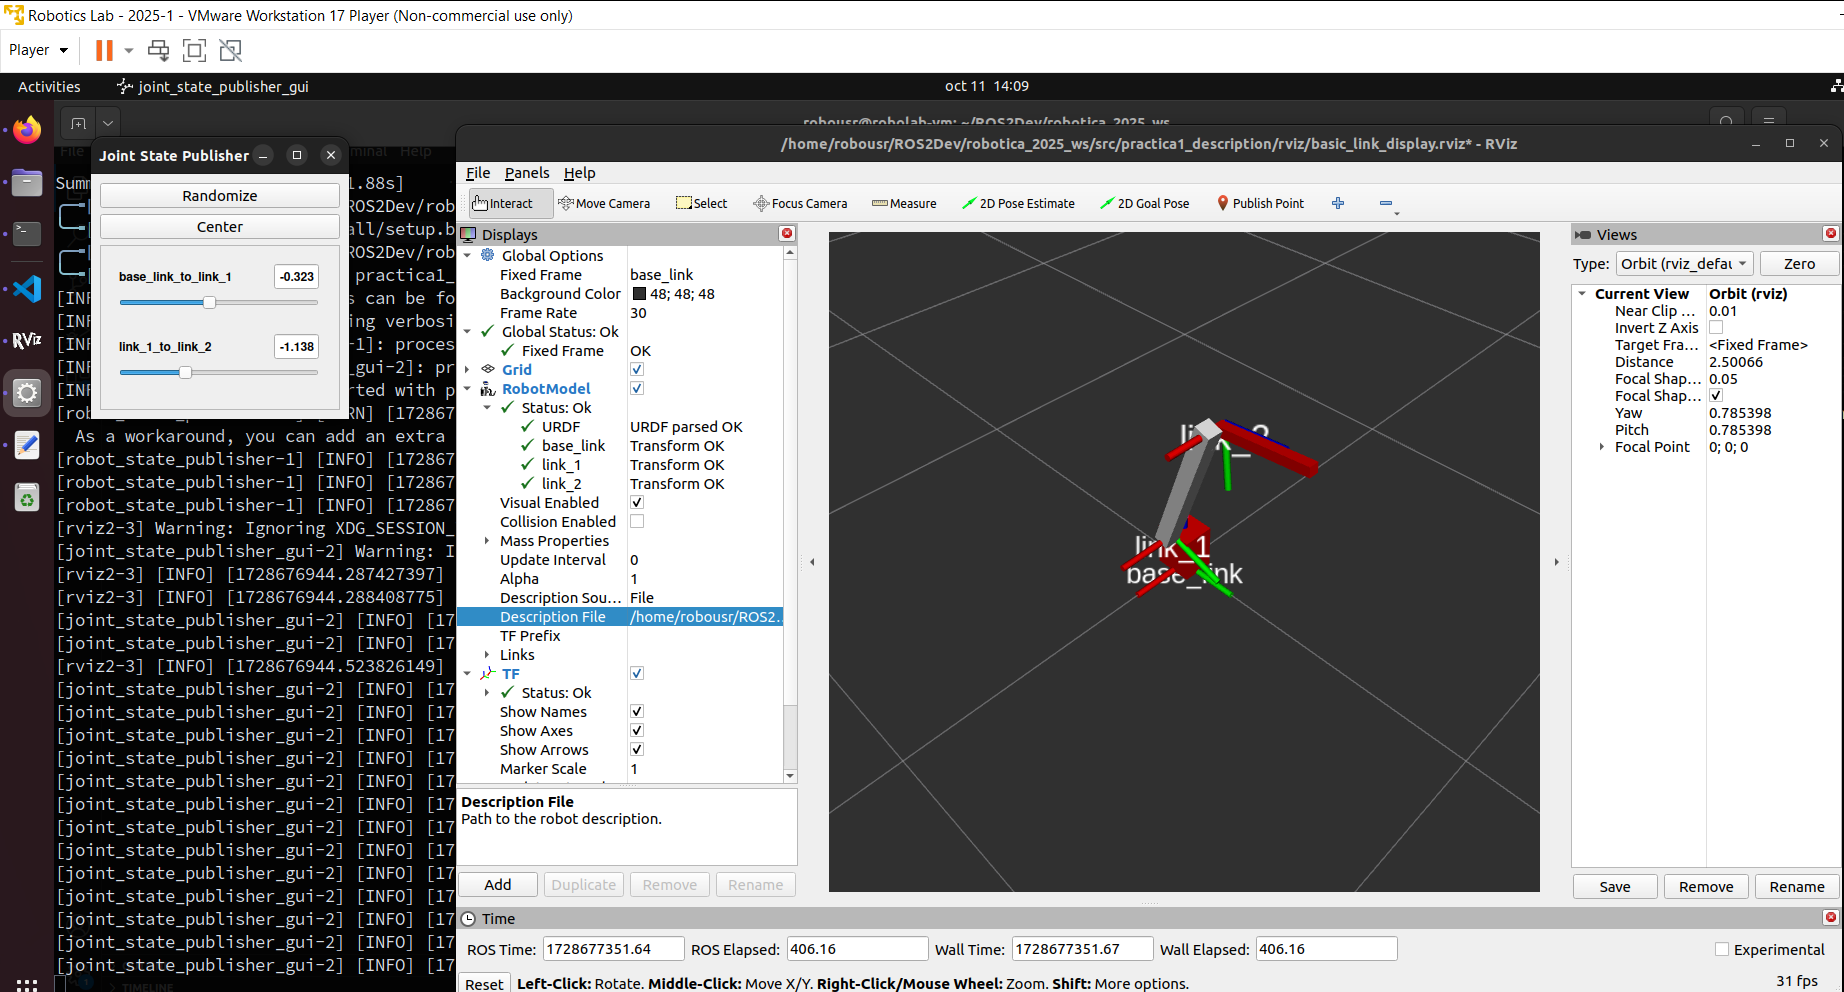 Robotics Lab - 2025-1 - VMware Workstation 17 Player (Non-commercial use only)
Player
Activities
joint_state_publisher_gui
oct 11 14:09
robousr@robolab-vm: ~/ROS2Dev/robotica_2025_ws
Joint State Publisher
Randomize
Center
base_link_to_link_1
-0.323
link_1_to_link_2
-1.138
Help
1.88s]
ROS2Dev/rob
all/setup.b
ROS2Dev/rob
practica1_
s can be fo
ing verbosi
-1]: proces
_gui-2]: pr
rted with p
RN] [172867
As a workaround, you can add an extra
[robot_state_publisher-1] [INFO] [172867
[robot_state_publisher-1] [INFO] [172867
[robot_state_publisher-1] [INFO] [172867
[rviz2-3] Warning: Ignoring XDG_SESSION_
[joint_state_publisher_gui-2] Warning: I
[rviz2-3] [INFO] [1728676944.287427397]
[rviz2-3] [INFO] [1728676944.288408775]
[joint_state_publisher_gui-2] [INFO] [17
[joint_state_publisher_gui-2] [INFO] [17
[rviz2-3] [INFO] [1728676944.523826149]
[joint_state_publisher_gui-2] [INFO] [17
[joint_state_publisher_gui-2] [INFO] [17
[joint_state_publisher_gui-2] [INFO] [17
[joint_state_publisher_gui-2] [INFO] [17
[joint_state_publisher_gui-2] [INFO] [17
[joint_state_publisher_gui-2] [INFO] [17
[joint_state_publisher_gui-2] [INFO] [17
[joint_state_publisher_gui-2] [INFO] [17
[joint_state_publisher_gui-2] [INFO] [17
[joint_state_publisher_gui-2] [INFO] [17
[joint_state_publisher_gui-2] [INFO] [17
[joint_state_publisher_gui-2] [INFO] [17
[joint_state_publisher_gui-2] [INFO] [17
TIMELINE
RViz
/home/robousr/ROS2Dev/robotica_2025_ws/src/practica1_description/rviz/basic_link_display.rviz* - RViz
File Panels Help
Interact Move Camera Select Focus Camera Measure 2D Pose Estimate 2D Goal Pose Publish Point
Displays
Global Options
Fixed Frame base_link
Background Color 48; 48; 48
Frame Rate 30
Global Status: Ok
Fixed Frame OK
Grid
RobotModel
Status: Ok
URDF URDF parsed OK
base_link Transform OK
link_1 Transform OK
link_2 Transform OK
Visual Enabled
Collision Enabled
Mass Properties
Update Interval 0
Alpha 1
Description Sou... File
Description File /home/robousr/ROS2...
TF Prefix
Links
TF
Status: Ok
Show Names
Show Axes
Show Arrows
Marker Scale 1
Description File
Path to the robot description.
Add Duplicate Remove Rename
link_1
base_link
Views
Type: Orbit (rviz_defau Zero
Current View Orbit (rviz)
Near Clip ... 0.01
Invert Z Axis
Target Fra... <Fixed Frame>
Distance 2.50066
Focal Shap... 0.05
Focal Shap...
Yaw 0.785398
Pitch 0.785398
Focal Point 0; 0; 0
Save Remove Rename
Time
ROS Time: 1728677351.64 ROS Elapsed: 406.16 Wall Time: 1728677351.67 Wall Elapsed: 406.16 Experimental
Reset Left-Click: Rotate. Middle-Click: Move X/Y. Right-Click/Mouse Wheel: Zoom. Shift: More options. 31 fps